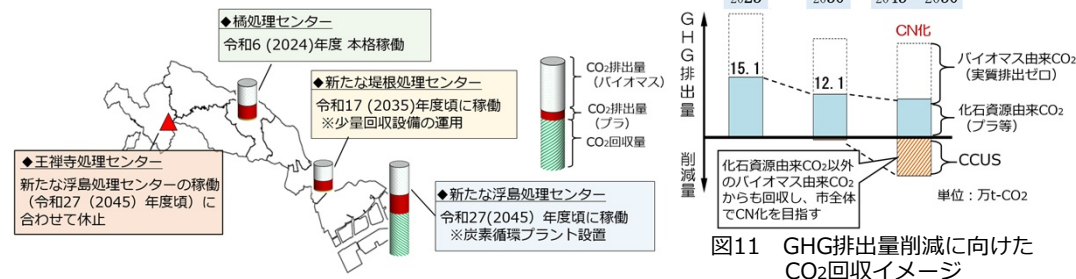 ◆橘処理センター
令和6 (2024)年度 本格稼働
◆新たな堤根処理センター
令和17 (2035)年度頃に稼働
※少量回収設備の運用
◆王禅寺処理センター
新たな浮島処理センターの稼働
（令和27（2045）年度頃）に
合わせて休止
◆新たな浮島処理センター
令和27(2045）年度頃に稼働
※炭素循環プラント設置
CO₂排出量
（バイオマス）
CO₂排出量
（プラ）
CO₂回収量
GHG排出量
削減量
15.1
12.1
CN化
バイオマス由来CO₂
（実質排出ゼロ）
化石資源由来CO₂
（プラ等）
CCUS
化石資源由来CO₂以外
のバイオマス由来CO₂
からも回収し、市全体
でCN化を目指す
単位：万t-CO₂
図11　GHG排出量削減に向けた
CO₂回収イメージ